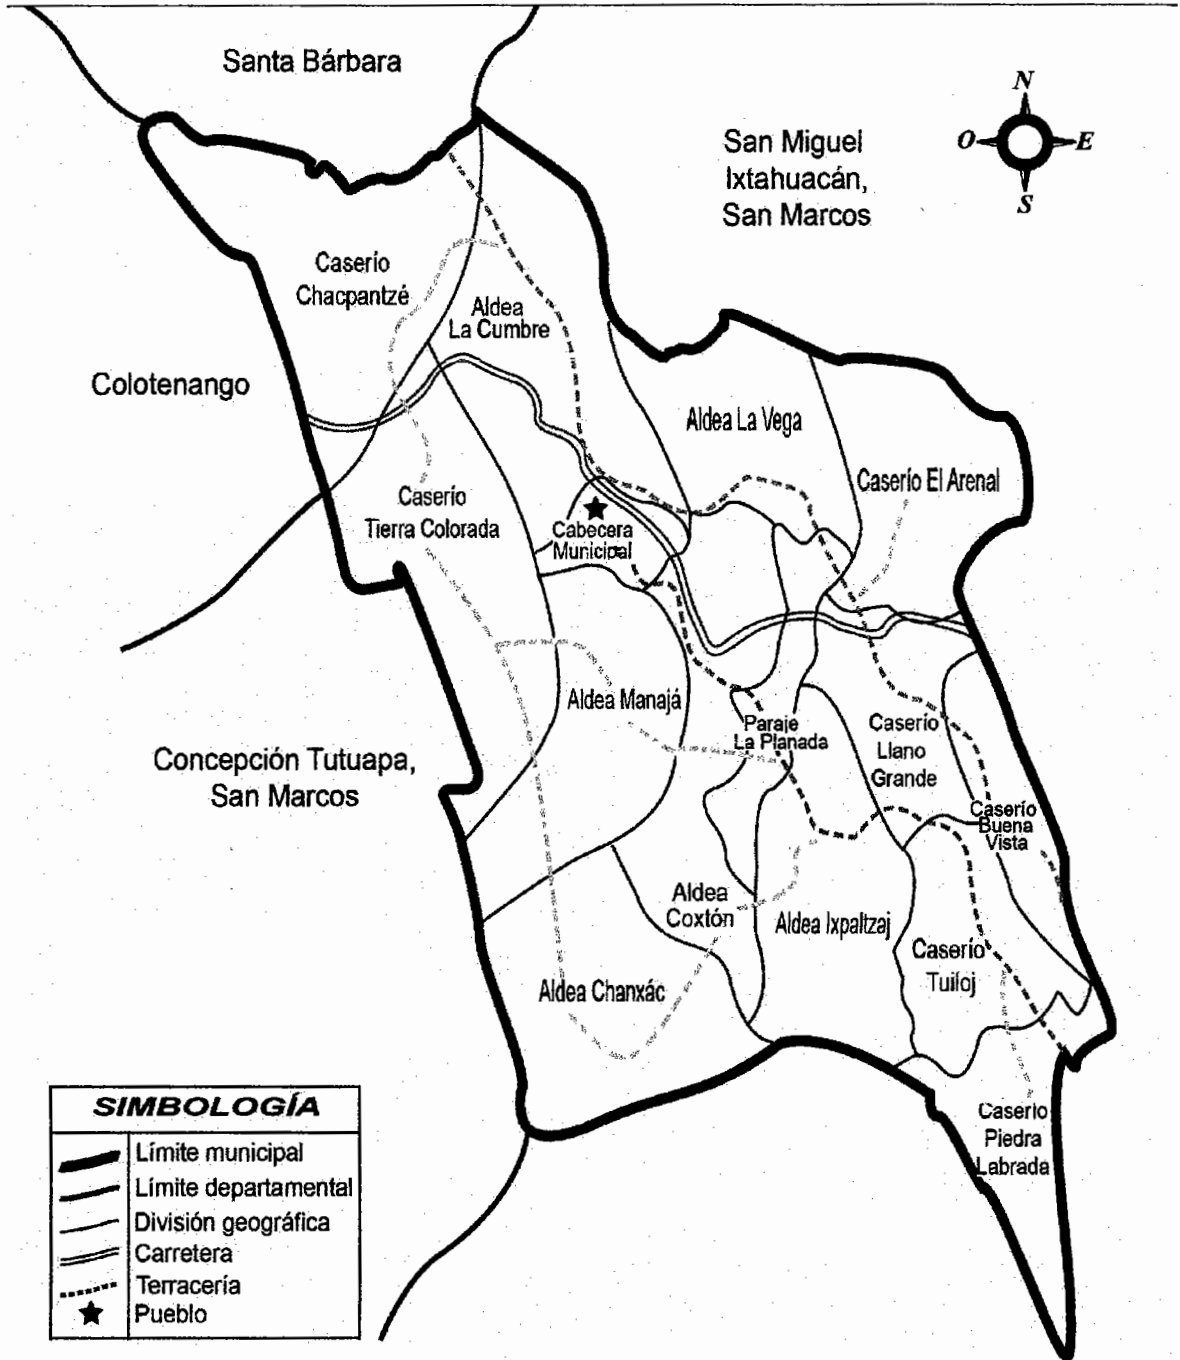 Santa Bárbara
N
O
E
S
San Miguel
Ixtahuacán,
San Marcos
Caserío
Chacpantzé
Aldea
La Cumbre
Colotenango
Aldea La Vega
Caserío El Arenal
Caserío
Tierra Colorada
Cabecera
Municipal
Aldea Manajá
Paraje
La Planada
Caserío
Llano
Grande
Concepción Tutuapa,
San Marcos
Caserío
Buena
Vista
Aldea
Coxtón
Aldea Ixpaltzaj
Caserío
Tuiloj
Aldea Chanxác
Caserío
Piedra
Labrada
SIMBOLOGÍA
Límite municipal
Límite departamental
División geográfica
Carretera
Terracería
Pueblo